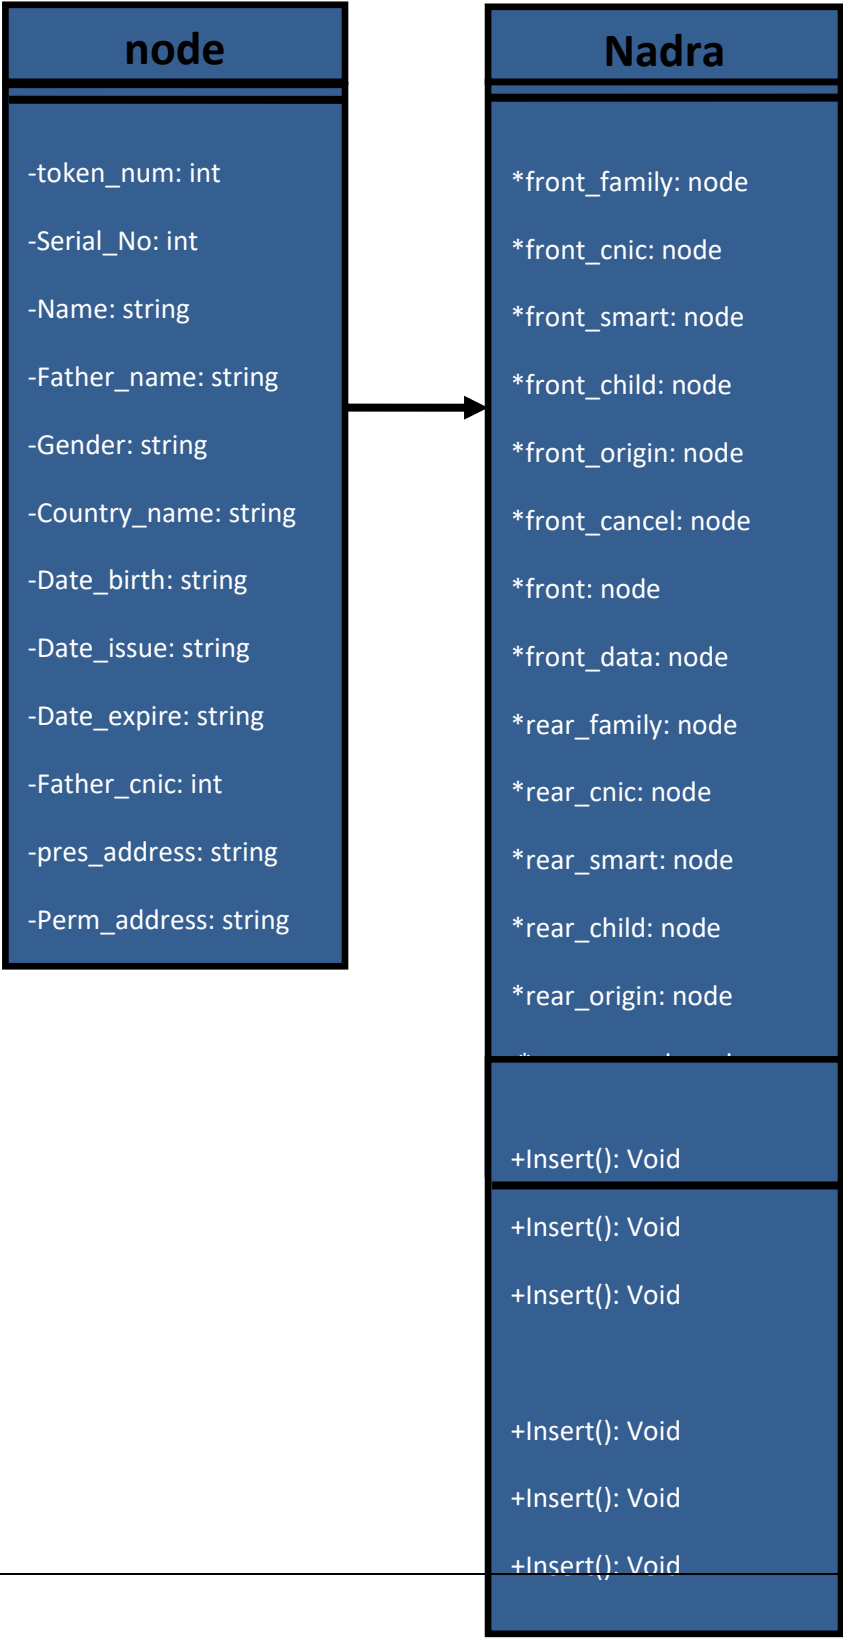 node
-token_num: int
-Serial_No: int
-Name: string
-Father_name: string
-Gender: string
-Country_name: string
-Date_birth: string
-Date_issue: string
-Date_expire: string
-Father_cnic: int
-pres_address: string
-Perm_address: string
Nadra
*front_family: node
*front_cnic: node
*front_smart: node
*front_child: node
*front_origin: node
*front_cancel: node
*front: node
*front_data: node
*rear_family: node
*rear_cnic: node
*rear_smart: node
*rear_child: node
*rear_origin: node
+Insert(): Void
+Insert(): Void
+Insert(): Void
+Insert(): Void
+Insert(): Void
+Insert(): Void